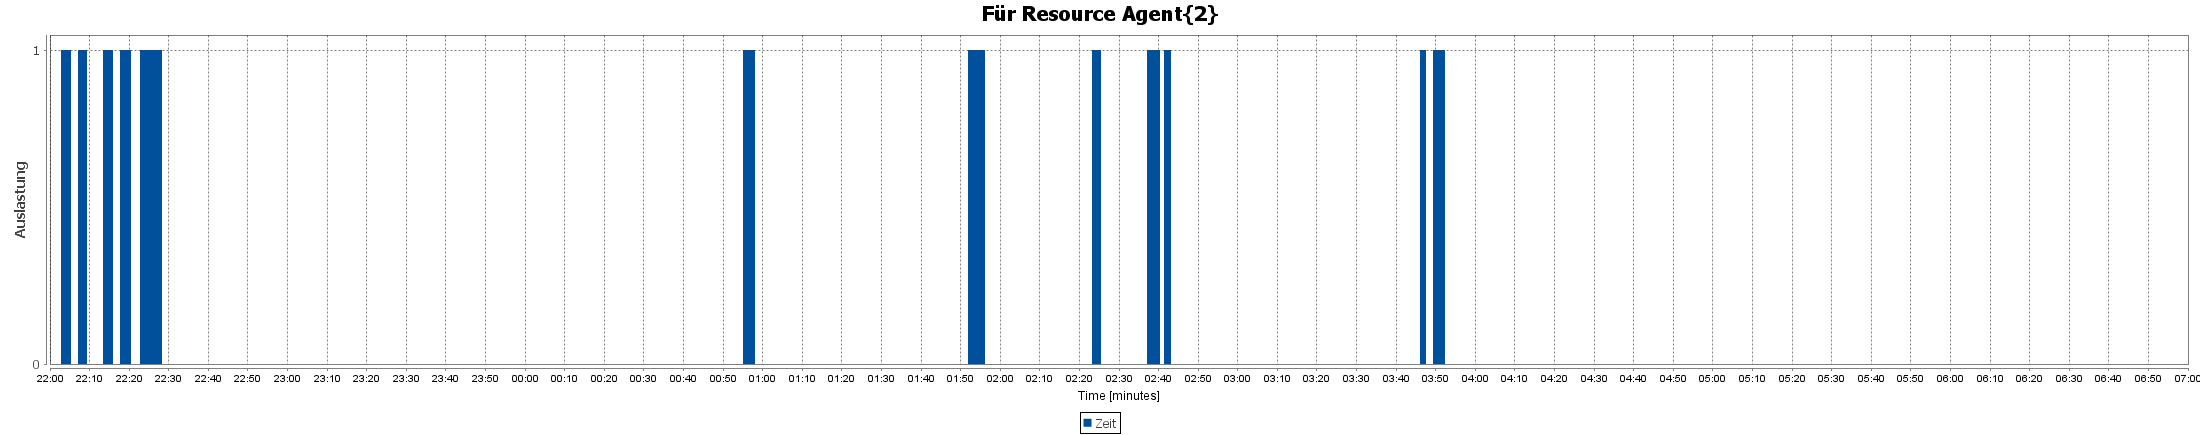 Für Resource Agent{2}
Auslastung
1
0
22:00 22:10 22:20 22:30 22:40 22:50 23:00 23:10 23:20 23:30 23:40 23:50 00:00 00:10 00:20 00:30 00:40 00:50 01:00 01:10 01:20 01:30 01:40 01:50 02:00 02:10 02:20 02:30 02:40 02:50 03:00 03:10 03:20 03:30 03:40 03:50 04:00 04:10 04:20 04:30 04:40 04:50 05:00 05:10 05:20 05:30 05:40 05:50 06:00 06:10 06:20 06:30 06:40 06:50 07:00
Time [minutes]
Zeit